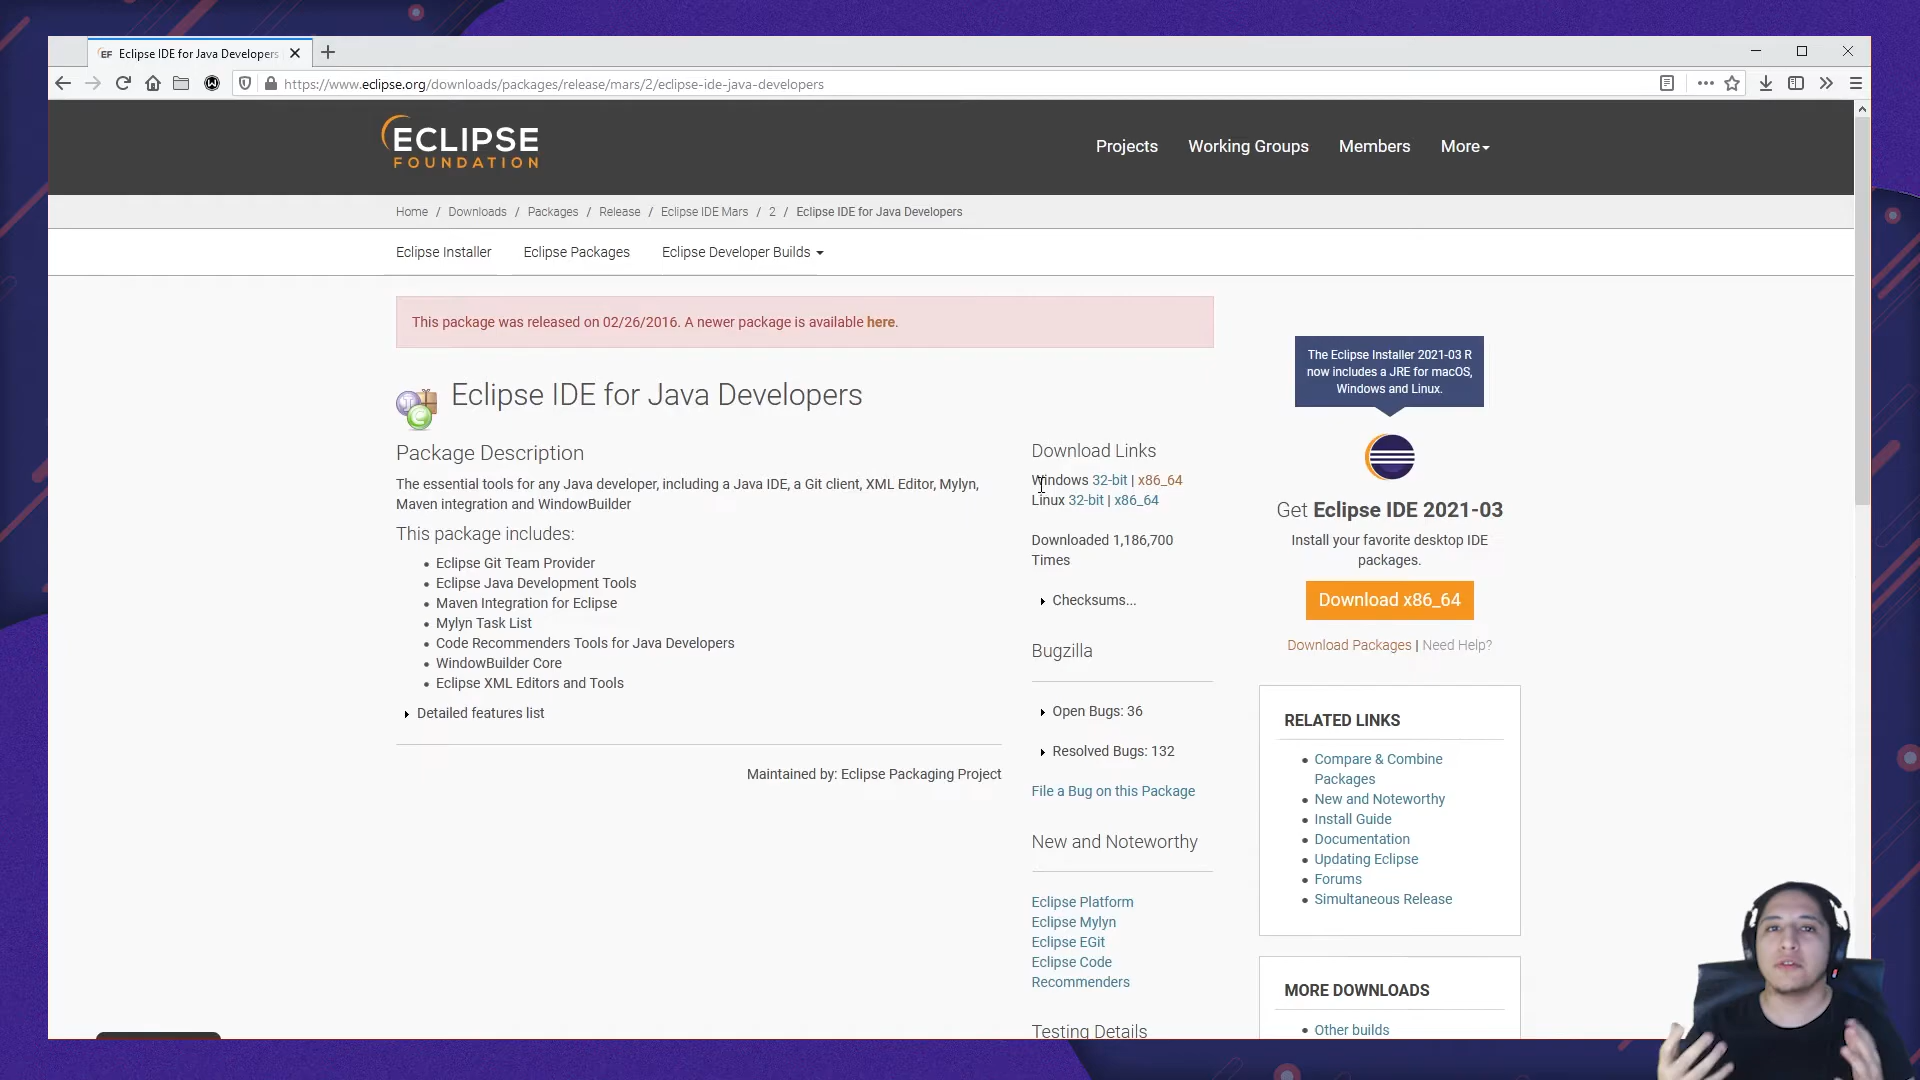 EF Eclipse IDE for Java Developers
https://www.eclipse.org/downloads/packages/release/mars/2/eclipse-ide-java-developers
ECLIPSE
FOUNDATION
Projects Working Groups Members More
Home / Downloads / Packages / Release / Eclipse IDE Mars / 2 / Eclipse IDE for Java Developers
Eclipse Installer Eclipse Packages Eclipse Developer Builds
This package was released on 02/26/2016. A newer package is available here.
Eclipse IDE for Java Developers
Package Description
The essential tools for any Java developer, including a Java IDE, a Git client, XML Editor, Mylyn,
Maven integration and WindowBuilder
This package includes:
Eclipse Git Team Provider
Eclipse Java Development Tools
Maven Integration for Eclipse
Mylyn Task List
Code Recommenders Tools for Java Developers
WindowBuilder Core
Eclipse XML Editors and Tools
Detailed features list
Maintained by: Eclipse Packaging Project
Download Links
Windows 32-bit | x86_64
Linux 32-bit | x86_64
Downloaded 1,186,700
Times
Checksums...
Bugzilla
Open Bugs: 36
Resolved Bugs: 132
File a Bug on this Package
New and Noteworthy
Eclipse Platform
Eclipse Mylyn
Eclipse EGit
Eclipse Code
Recommenders
Testing Details
The Eclipse Installer 2021-03 R
now includes a JRE for macOS,
Windows and Linux.
Get Eclipse IDE 2021-03
Install your favorite desktop IDE
packages.
Download x86_64
Download Packages | Need Help?
RELATED LINKS
Compare & Combine
Packages
New and Noteworthy
Install Guide
Documentation
Updating Eclipse
Forums
Simultaneous Release
MORE DOWNLOADS
Other builds